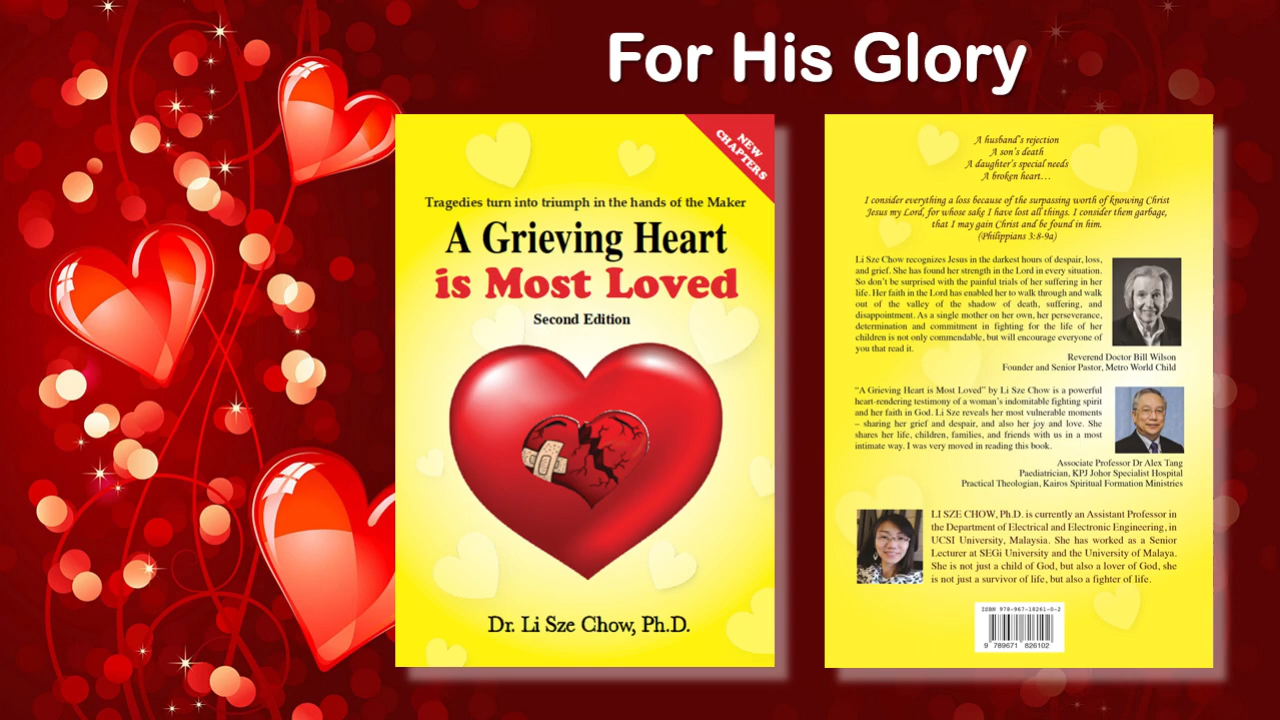 For His Glory
NEW
CHAPTERS
Tragedies turn into triumph in the hands of the Maker
A Grieving Heart
is Most Loved
Second Edition
Dr. Li Sze Chow, Ph.D.
A husband's rejection
A son's death
A daughter's special needs
A broken heart…
I consider everything a loss because of the surpassing worth of knowing Christ
Jesus my Lord, for whose sake I have lost all things. I consider them garbage,
that I may gain Christ and be found in him.
(Philippians 3:8-9a)
Li Sze Chow recognizes Jesus in the darkest hours of despair, loss,
and grief. She has found her strength in the Lord in every situation.
So don't be surprised with the painful trials of her suffering in her
life. Her faith in the Lord has enabled her to walk through and walk
out of the valley of the shadow of death, suffering, and
disappointment. As a single mother on her own, her perseverance,
determination and commitment in fighting for the life of her
children is not only commendable, but will encourage everyone of
you that read it.
Reverend Doctor Bill Wilson
Founder and Senior Pastor, Metro World Child
"A Grieving Heart is Most Loved" by Li Sze Chow is a powerful
heart-rendering testimony of a woman's indomitable fighting spirit
and her faith in God. Li Sze reveals her most vulnerable moments
– sharing her grief and despair, and also her joy and love. She
shares her life, children, families, and friends with us in a most
intimate way. I was very moved in reading this book.
Associate Professor Dr Alex Tang
Paediatrician, KPJ Johor Specialist Hospital
Practical Theologian, Kairos Spiritual Formation Ministries
LI SZE CHOW, Ph.D. is currently an Assistant Professor in
the Department of Electrical and Electronic Engineering, in
UCSI University, Malaysia. She has worked as a Senior
Lecturer at SEGi University and the University of Malaya.
She is not just a child of God, but also a lover of God, she
is not just a survivor of life, but also a fighter of life.
ISBN 978-967-18261-0-2
9 789671 826102